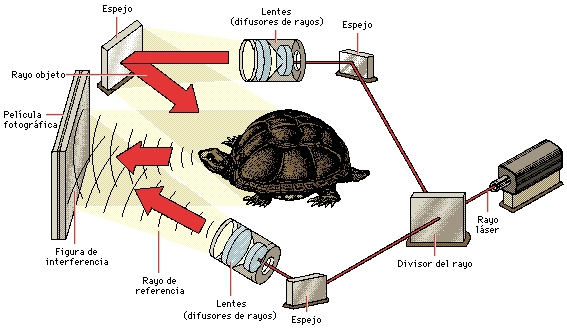 Espejo
Lentes
(difusores de rayos)
Espejo
Rayo objeto
Película
fotográfica
Rayo
láser
Figura de
interferencia
Rayo de
referencia
Lentes
(difusores de rayos)
Espejo
Divisor del rayo